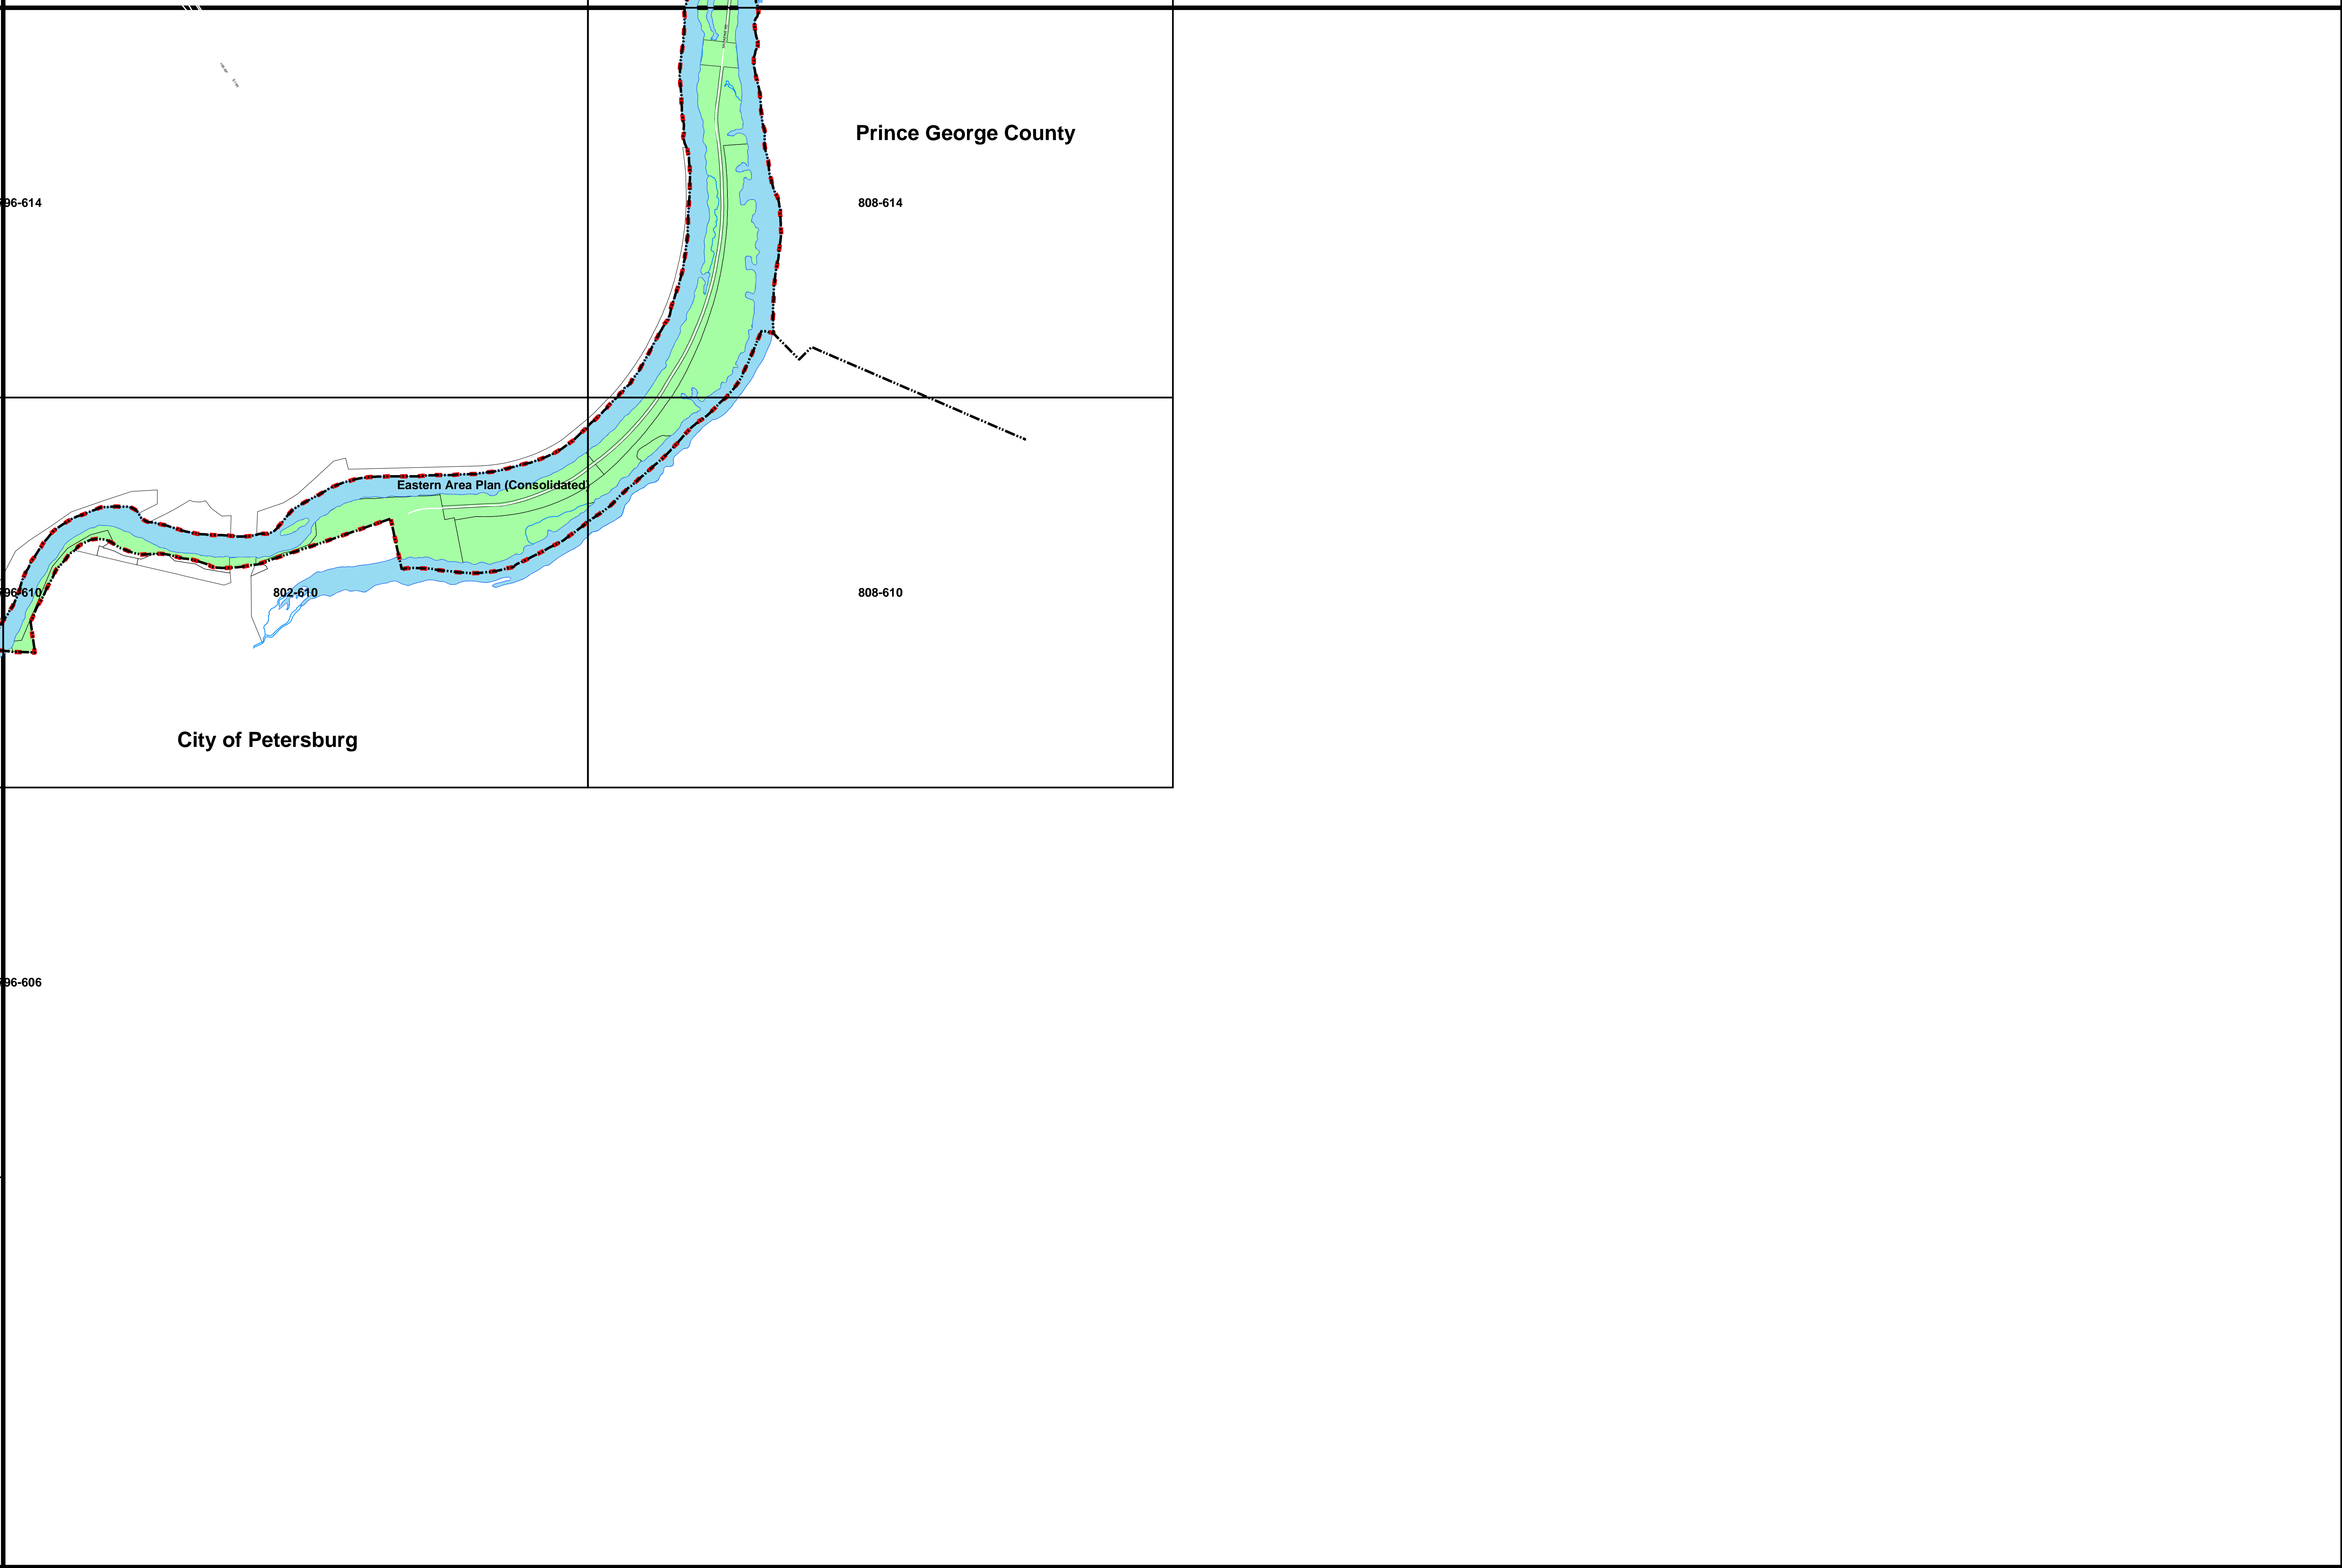 Prince George County
96-614
808-614
Eastern Area Plan (Consolidated)
96-610
802-610
808-610
City of Petersburg
96-606